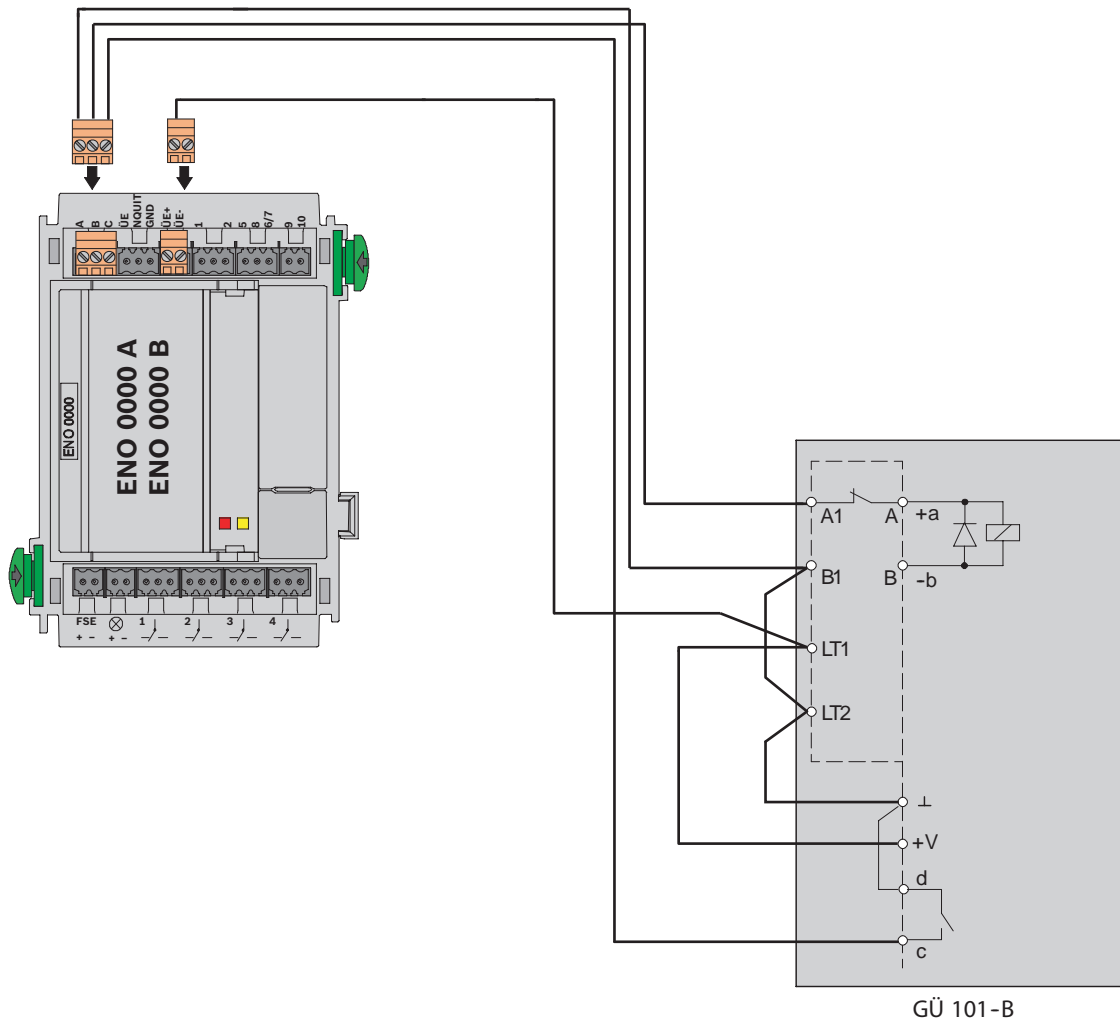 A
B
C
ÜE
NQUIT
GND
ÜE+
ÜE-
1
2
5
8
6/7
9
10
ENO 0000
ENO 0000 A
ENO 0000 B
FSE 1 2 3 4
+ - + -
A1 A +a
B1 B -b
LT1
LT2
⊥
+V
d
c
GÜ 101-B